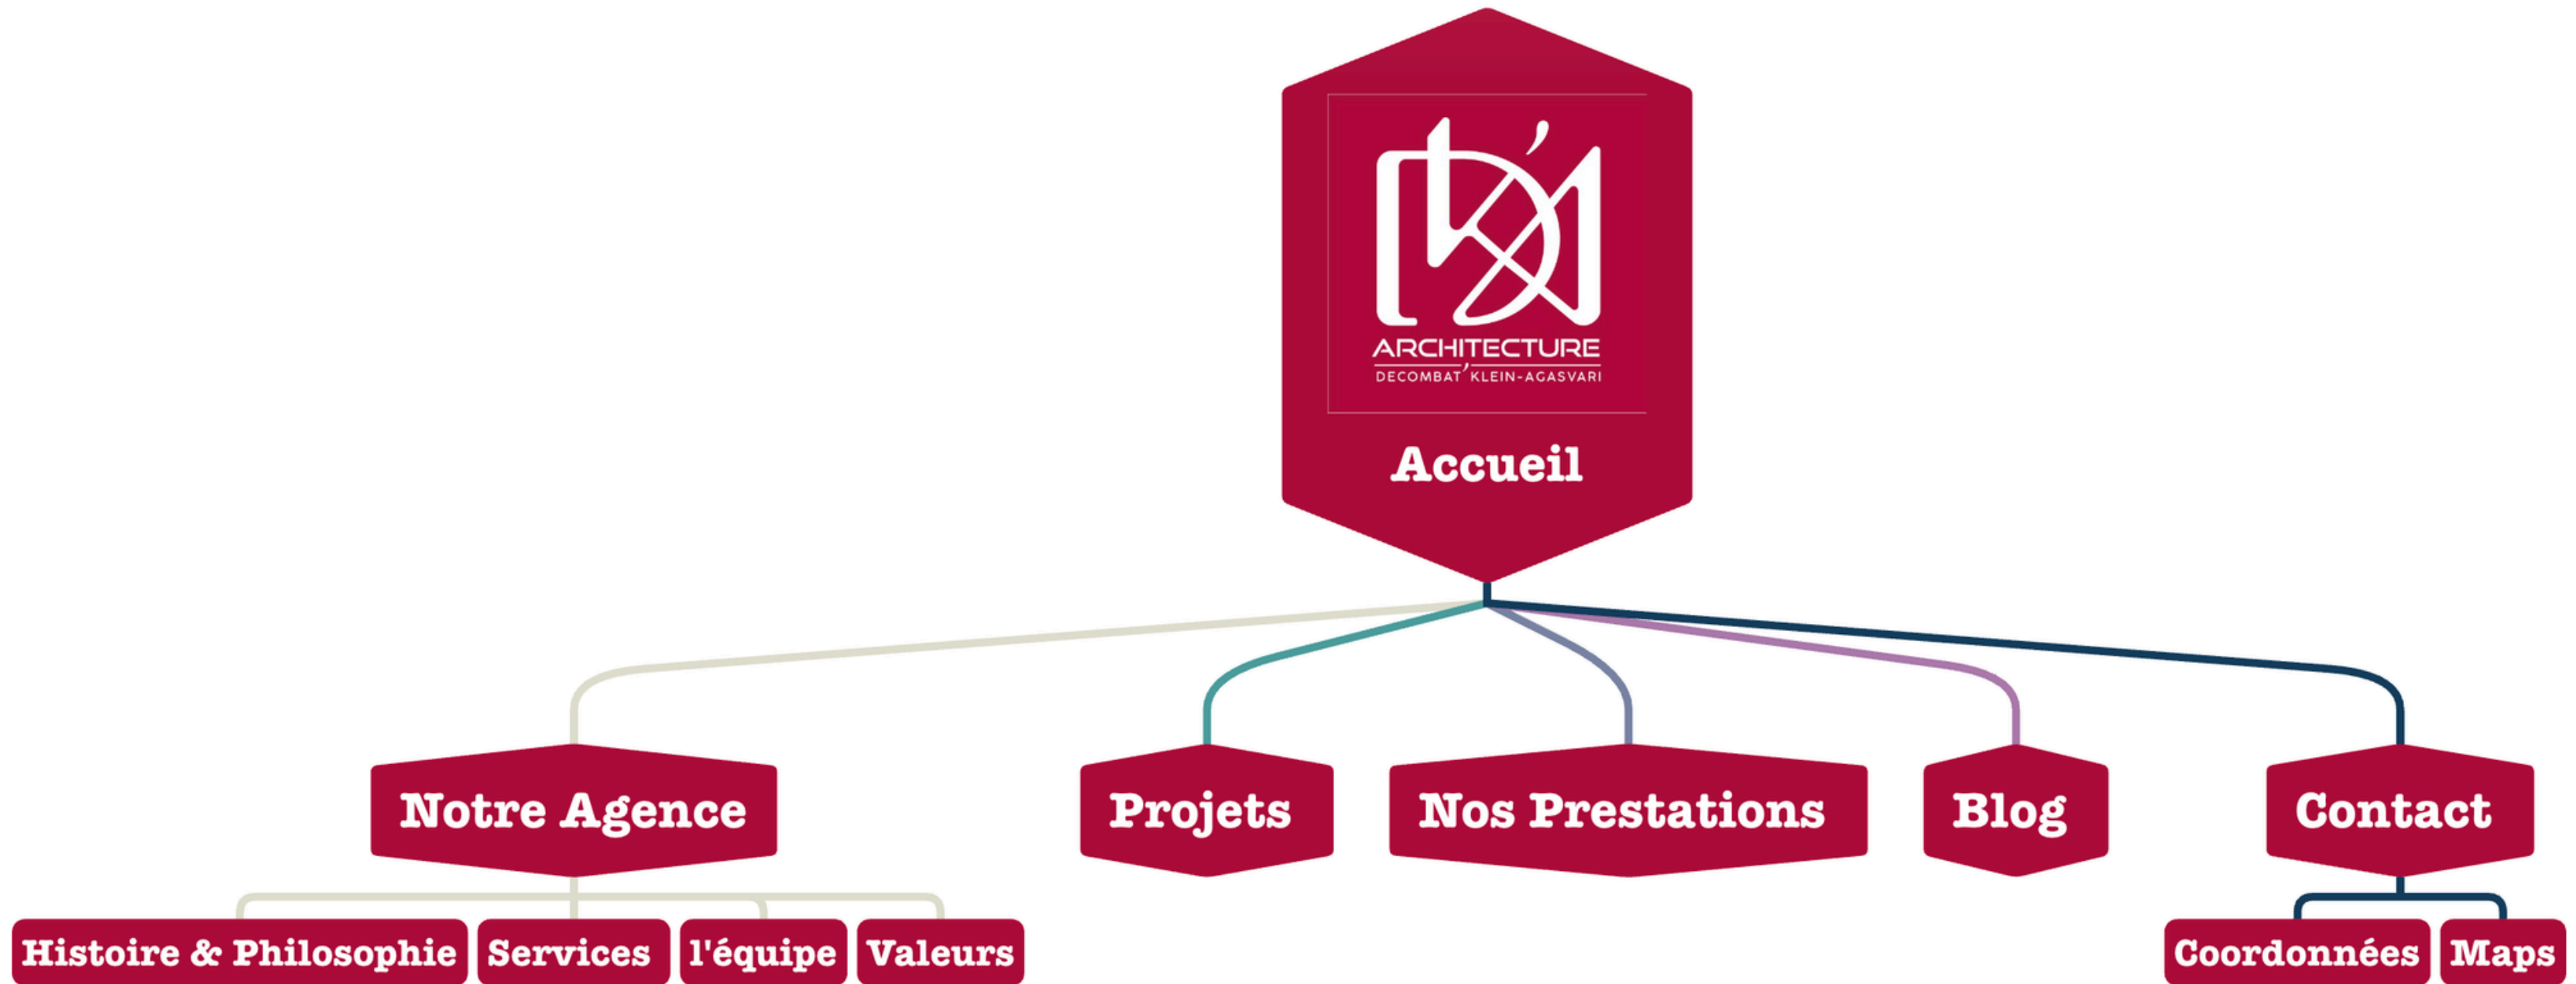 D'A
ARCHITECTURE
DECOMBAT'KLEIN-AGASVARI
Accueil
Notre Agence
Projets
Nos Prestations
Blog
Contact
Histoire & Philosophie
Services
l'équipe
Valeurs
Coordonnées
Maps